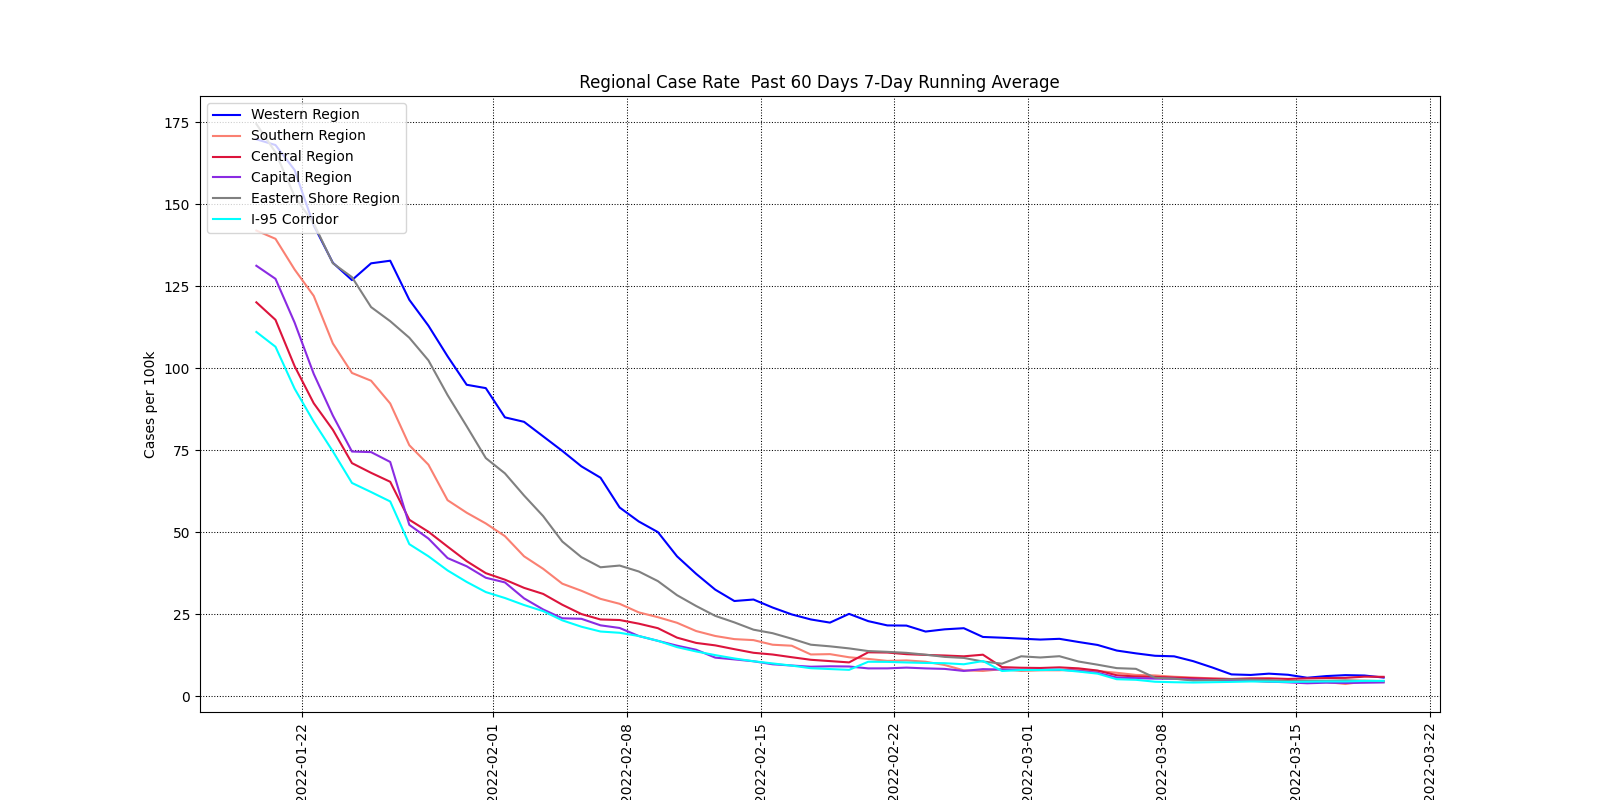 Regional Case Rate  Past 60 Days 7-Day Running Average
Western Region
Southern Region
Central Region
Capital Region
Eastern Shore Region
I-95 Corridor
Cases per 100k
175
150
125
100
75
50
25
0
2022-01-22
2022-02-01
2022-02-08
2022-02-15
2022-02-22
2022-03-01
2022-03-08
2022-03-15
2022-03-22